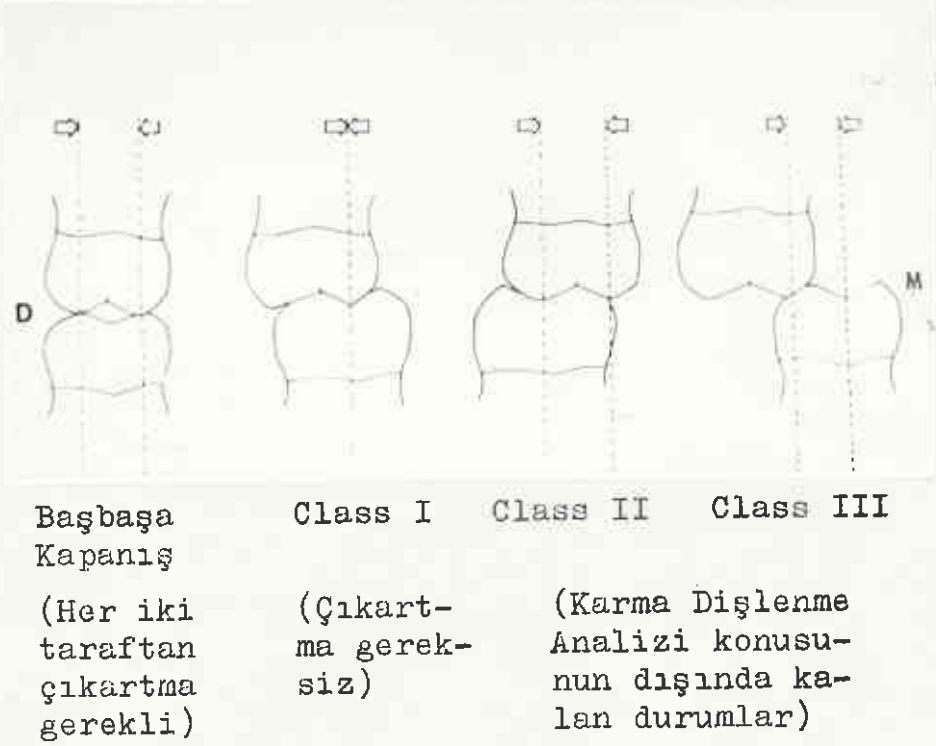 D
M
Başbaşa
Kapanış
Class I
Class II
Class III
(Her iki
taraftan
çıkartma
gerekli)
(Çıkart-
ma gerek-
siz)
(Karma Dişlenme
Analizi konusu-
nun dışında ka-
lan durumlar)